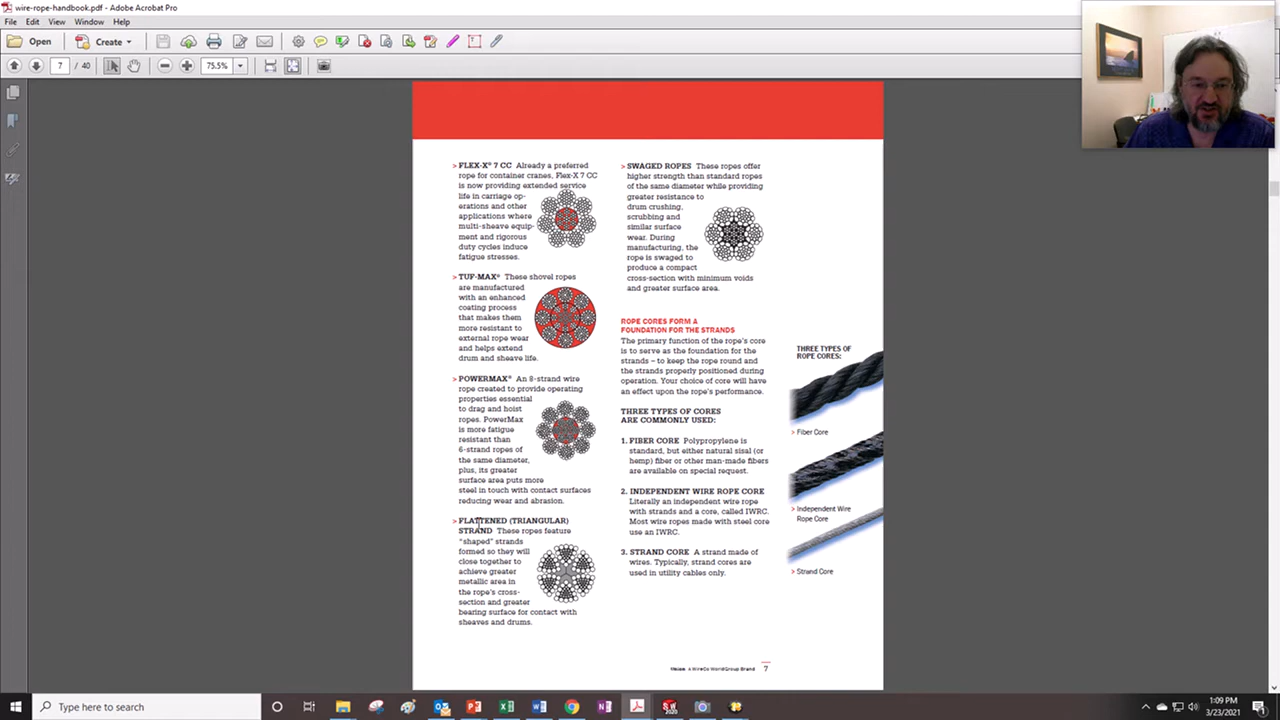 wire-rope-handbook.pdf - Adobe Acrobat Pro
File Edit View Window Help
Open Create
7 / 40 75.5%
> FLEX-X® 7 CC Already a preferred
rope for container cranes, Flex-X 7 CC
is now providing extended service
life in carriage op-
erations and other
applications where
multi-sheave equip-
ment and rigorous
duty cycles induce
fatigue stresses.
> TUF-MAX® These shovel ropes
are manufactured
with an enhanced
coating process
that makes them
more resistant to
external rope wear
and helps extend
drum and sheave life.
> POWERMAX® An 8-strand wire
rope created to provide operating
properties essential
to drag and hoist
ropes. PowerMax
is more fatigue
resistant than
6-strand ropes of
the same diameter,
plus, its greater
surface area puts more
steel in touch with contact surfaces
reducing wear and abrasion.
> FLATTENED (TRIANGULAR)
STRAND These ropes feature
"shaped" strands
formed so they will
close together to
achieve greater
metallic area in
the rope's cross-
section and greater
bearing surface for contact with
sheaves and drums.
> SWAGED ROPES These ropes offer
higher strength than standard ropes
of the same diameter while providing
greater resistance to
drum crushing,
scrubbing and
similar surface
wear. During
manufacturing, the
rope is swaged to
produce a compact
cross-section with minimum voids
and greater surface area.
ROPE CORES FORM A
FOUNDATION FOR THE STRANDS
The primary function of the rope's core
is to serve as the foundation for the
strands – to keep the rope round and
the strands properly positioned during
operation. Your choice of core will have
an effect upon the rope's performance.
THREE TYPES OF CORES
ARE COMMONLY USED:
1. FIBER CORE Polypropylene is
standard, but either natural sisal (or
hemp) fiber or other man-made fibers
are available on special request.
2. INDEPENDENT WIRE ROPE CORE
Literally an independent wire rope
with strands and a core, called IWRC.
Most wire ropes made with steel core
use an IWRC.
3. STRAND CORE A strand made of
wires. Typically, strand cores are
used in utility cables only.
THREE TYPES OF
ROPE CORES:
> Fiber Core
> Independent Wire
Rope Core
> Strand Core
A WireCo WorldGroup Brand 7
Type here to search
1:09 PM
3/23/2021